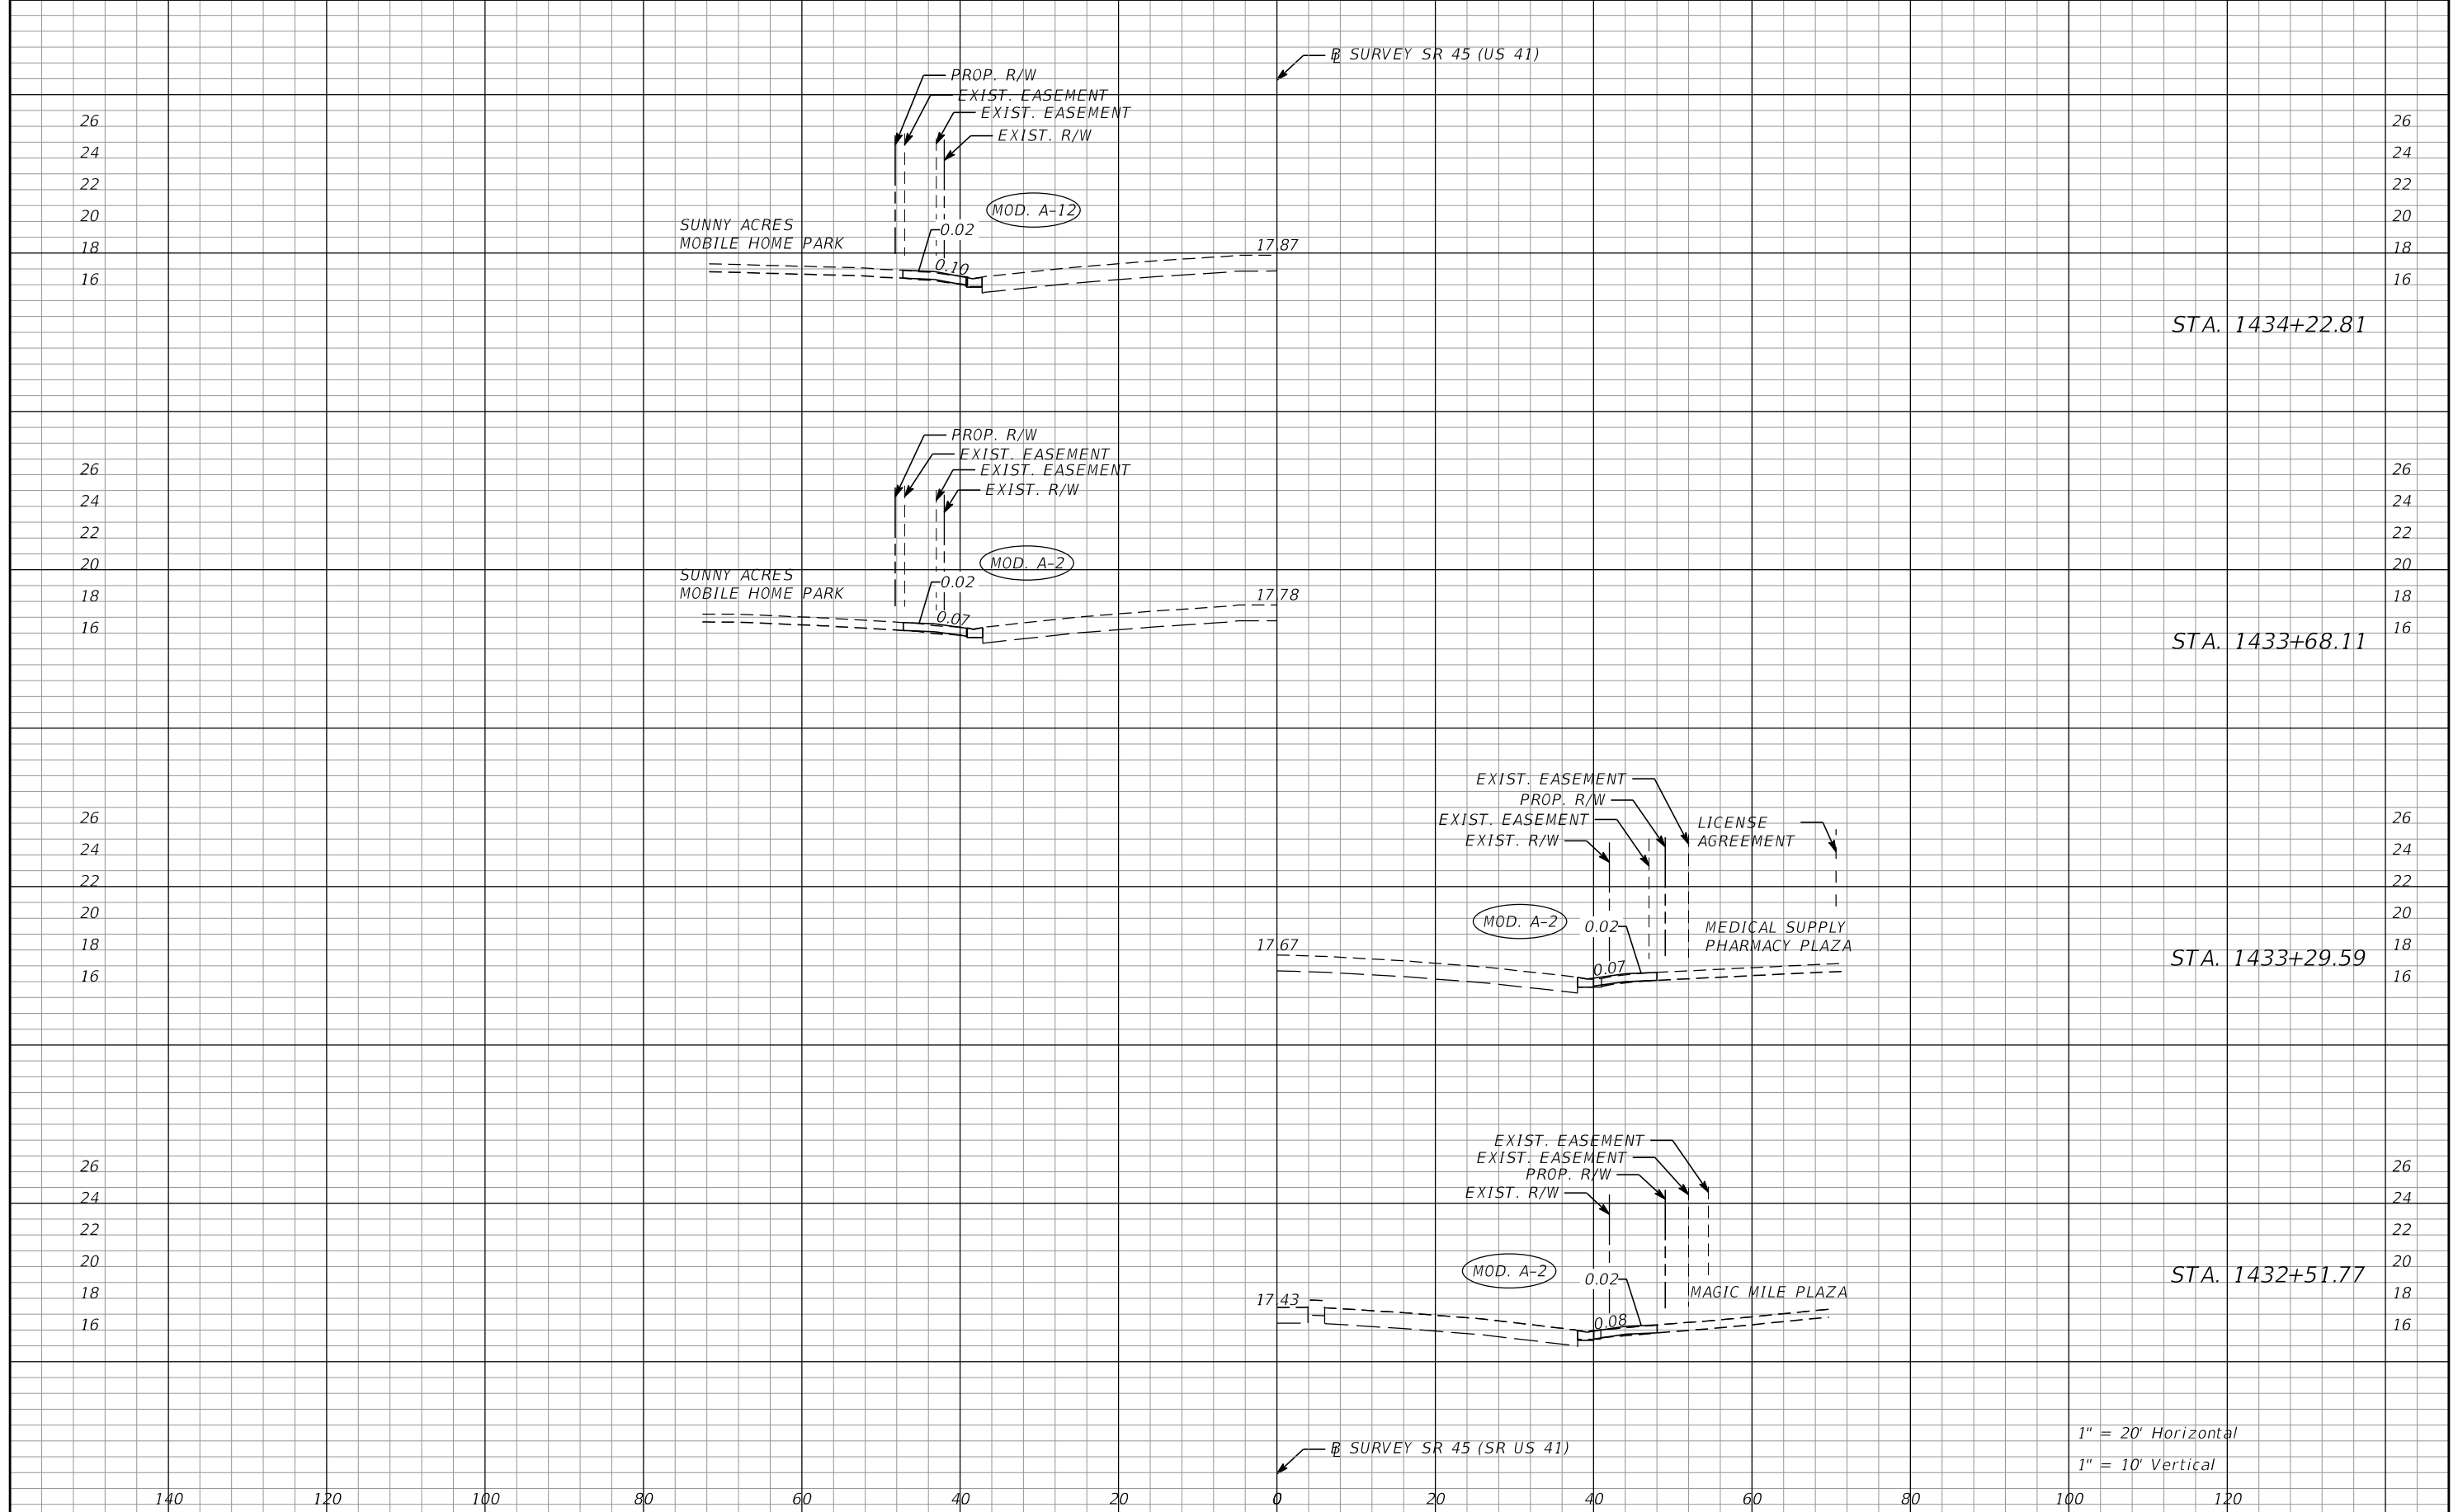 ℄ SURVEY SR 45 (US 41)
PROP. R/W
EXIST. EASEMENT
EXIST. EASEMENT
EXIST. R/W
26 26
24 24
22 22
20 20
18 18
16 16
MOD. A-12
SUNNY ACRES
MOBILE HOME PARK
0.02
0.10
17.87
STA. 1434+22.81
PROP. R/W
EXIST. EASEMENT
EXIST. EASEMENT
EXIST. R/W
26 26
24 24
22 22
20 20
18 18
16 16
MOD. A-2
SUNNY ACRES
MOBILE HOME PARK
0.02
0.07
17.78
STA. 1433+68.11
EXIST. EASEMENT
PROP. R/W
EXIST. EASEMENT
EXIST. R/W
LICENSE
AGREEMENT
26 26
24 24
22 22
20 20
18 18
16 16
MOD. A-2
0.02
MEDICAL SUPPLY
PHARMACY PLAZA
17.67
0.07
STA. 1433+29.59
EXIST. EASEMENT
EXIST. EASEMENT
PROP. R/W
EXIST. R/W
26 26
24 24
22 22
20 20
18 18
16 16
MOD. A-2
0.02
MAGIC MILE PLAZA
17.43
0.08
STA. 1432+51.77
1" = 20' Horizontal
1" = 10' Vertical
℄ SURVEY SR 45 (SR US 41)
140 120 100 80 60 40 20 0 20 40 60 80 100 120